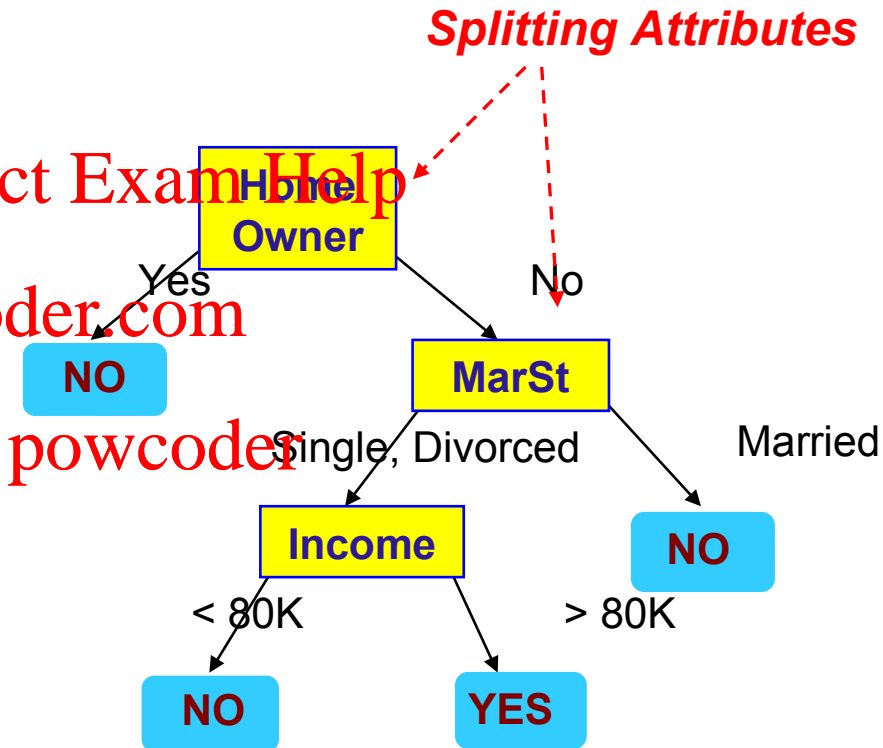 Splitting Attributes
ct Exam Help
Home
Owner
Yes
No
oder.com
NO
MarSt
powcoder
Single, Divorced
Married
Income
NO
< 80K
> 80K
NO
YES